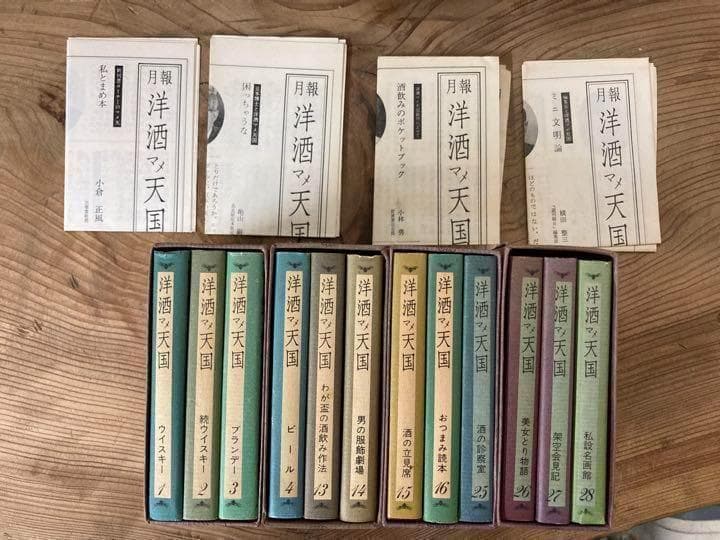 月報
洋酒マメ天国
私とまめ本
小倉 正風
月報
洋酒マメ天国
困っちゃうな
亀山
月報
洋酒マメ天国
酒飲みのポケットブック
小林 勇
月報
洋酒マメ天国
ミニ文明論
横田 整三
洋酒マメ天国
ウイスキー
1
洋酒マメ天国
続ウイスキー
2
洋酒マメ天国
ブランデー
3
洋酒マメ天国
ビール
4
洋酒マメ天国
わが盃の酒飲み作法
13
洋酒マメ天国
男の服飾劇場
14
洋酒マメ天国
酒の立見席
15
洋酒マメ天国
おつまみ読本
16
洋酒マメ天国
酒の診察室
25
洋酒マメ天国
美女とり物語
26
洋酒マメ天国
架空会見記
27
洋酒マメ天国
私設名画館
28